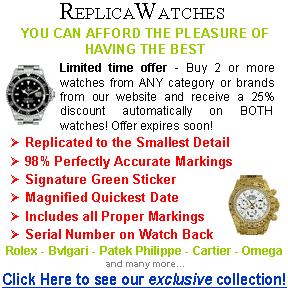 REPLICAWATCHES
YOU CAN AFFORD THE PLEASURE OF
HAVING THE BEST
Limited time offer - Buy 2 or more
watches from ANY category or brands
from our website and receive a 25%
discount automatically on BOTH
watches! Offer expires soon!
➢ Replicated to the Smallest Detail
➢ 98% Perfectly Accurate Markings
➢ Signature Green Sticker
➢ Magnified Quickest Date
➢ Includes all Proper Markings
➢ Serial Number on Watch Back
Rolex - Bvlgari - Patek Philippe - Cartier - Omega
and many more...
Click Here to see our exclusive collection!